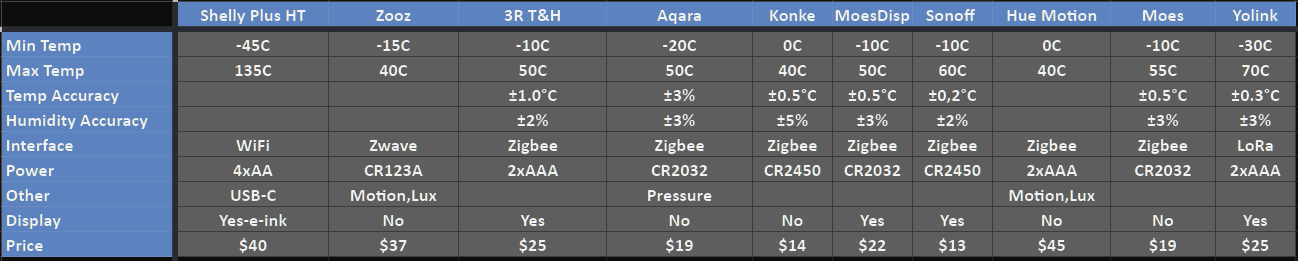 Shelly Plus HT Zooz 3R T&H Aqara Konke MoesDisp Sonoff Hue Motion Moes Yolink
Min Temp -45C -15C -10C -20C 0C -10C -10C 0C -10C -30C
Max Temp 135C 40C 50C 50C 40C 50C 60C 40C 55C 70C
Temp Accuracy ±1.0°C ±3% ±0.5°C ±0.5°C ±0,2°C ±0.5°C ±0.3°C
Humidity Accuracy ±2% ±3% ±5% ±3% ±2% ±3% ±3%
Interface WiFi Zwave Zigbee Zigbee Zigbee Zigbee Zigbee Zigbee Zigbee LoRa
Power 4xAA CR123A 2xAAA CR2032 CR2450 CR2032 CR2450 2xAAA CR2032 2xAAA
Other USB-C Motion,Lux Pressure Motion,Lux
Display Yes-e-ink No Yes No No Yes Yes No No Yes
Price $40 $37 $25 $19 $14 $22 $13 $45 $19 $25